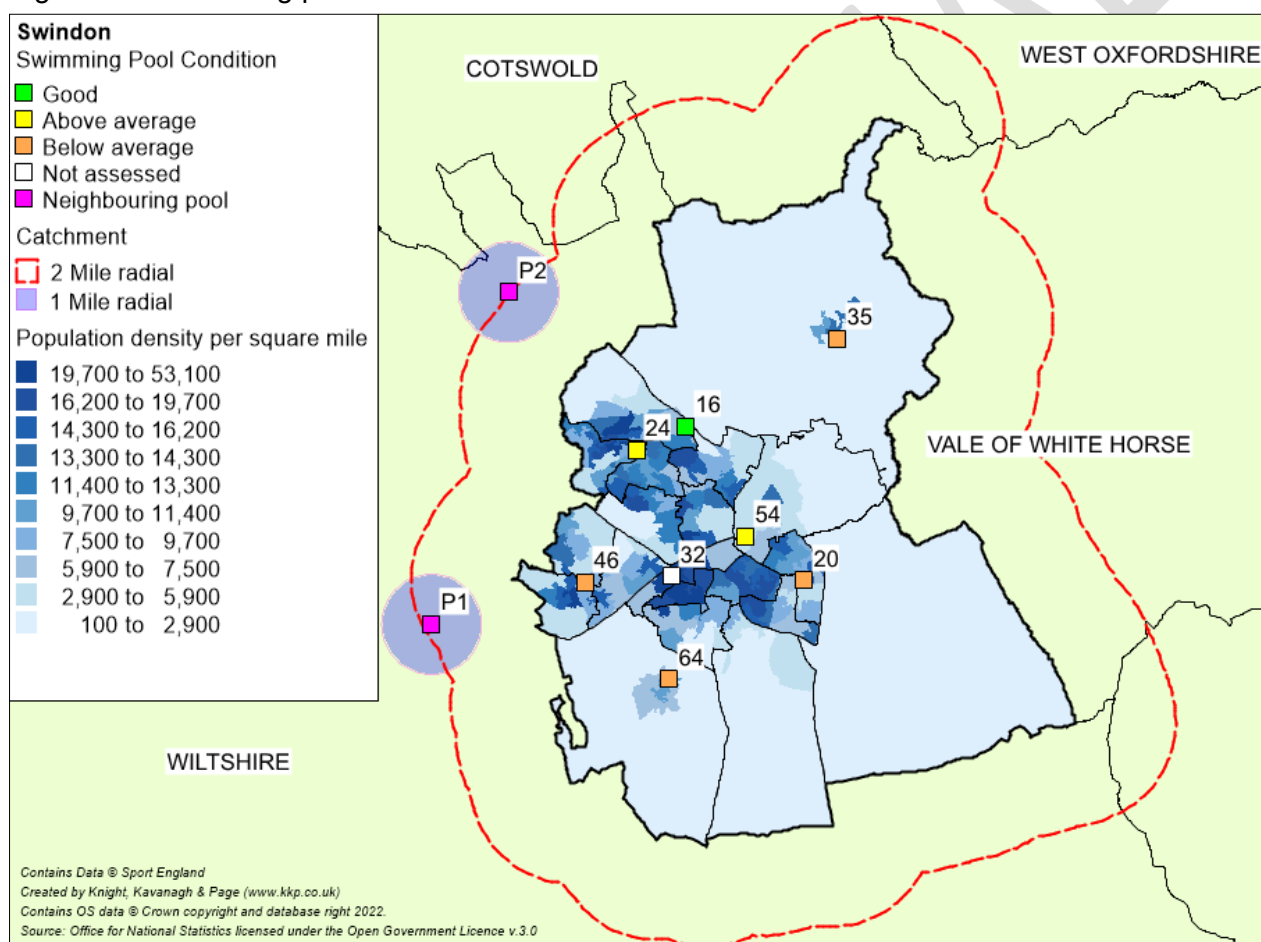 Swindon
Swimming Pool Condition
Good
Above average
Below average
Not assessed
Neighbouring pool
Catchment
2 Mile radial
1 Mile radial
Population density per square mile
19,700 to 53,100
16,200 to 19,700
14,300 to 16,200
13,300 to 14,300
11,400 to 13,300
9,700 to 11,400
7,500 to 9,700
5,900 to 7,500
2,900 to 5,900
100 to 2,900
COTSWOLD
WEST OXFORDSHIRE
P2
35
16
24
VALE OF WHITE HORSE
54
46
32
20
P1
64
WILTSHIRE
Contains Data © Sport England
Created by Knight, Kavanagh & Page (www.kkp.co.uk)
Contains OS data © Crown copyright and database right 2022.
Source: Office for National Statistics licensed under the Open Government Licence v.3.0